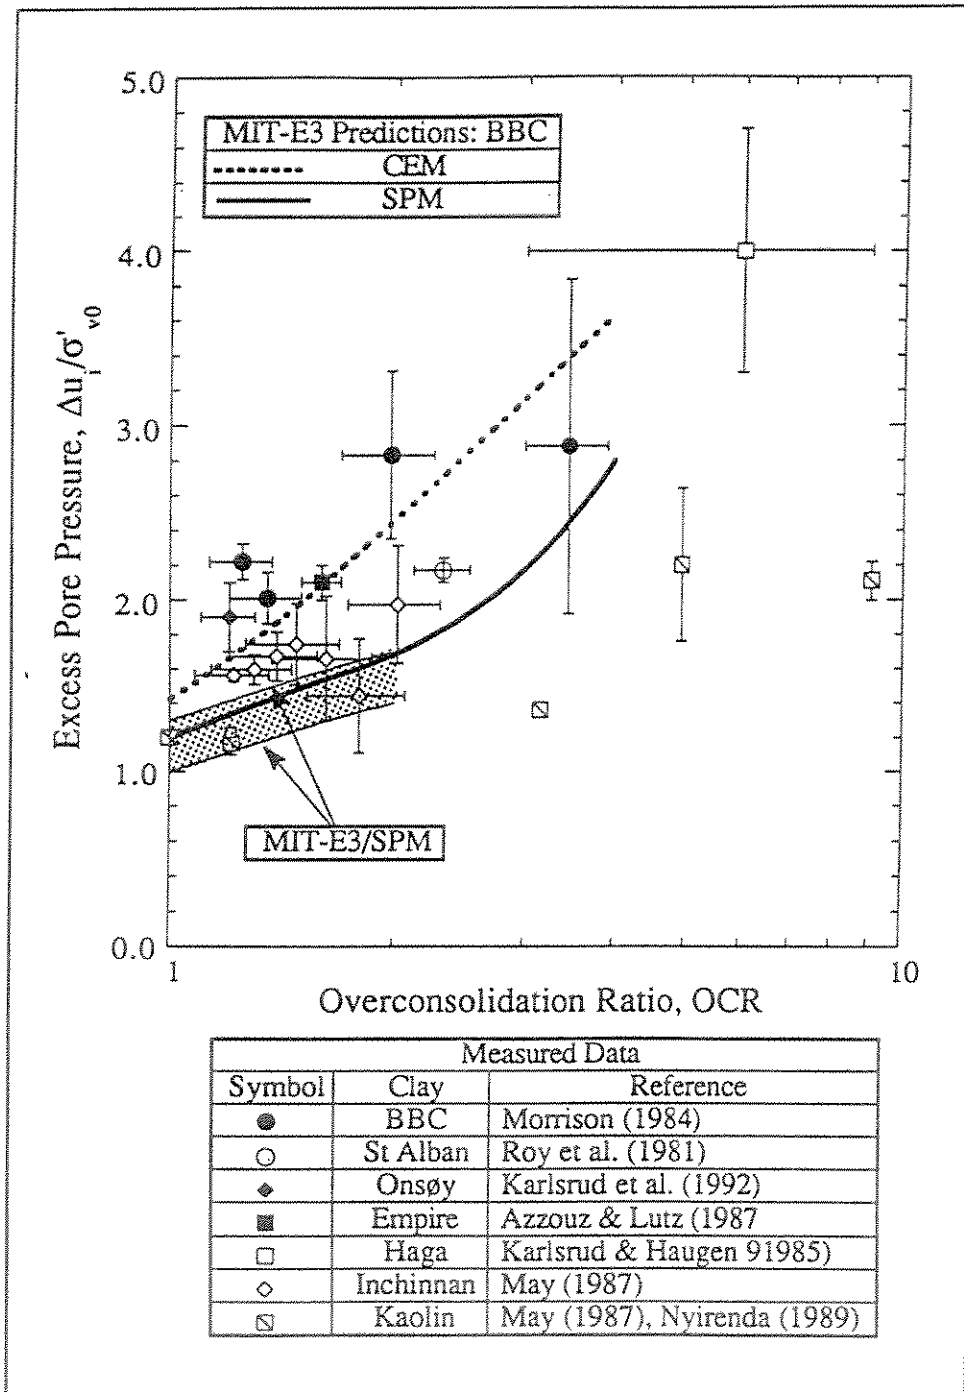 5.0
MIT-E3 Predictions: BBC
CEM
SPM
4.0
3.0
2.0
1.0
0.0
Excess Pore Pressure, Δu_i/σ'_v0
MIT-E3/SPM
1
10
Overconsolidation Ratio, OCR
Measured Data
Symbol Clay Reference
BBC Morrison (1984)
St Alban Roy et al. (1981)
Onsøy Karlsrud et al. (1992)
Empire Azzouz & Lutz (1987
Haga Karlsrud & Haugen 91985)
Inchinnan May (1987)
Kaolin May (1987), Nyirenda (1989)